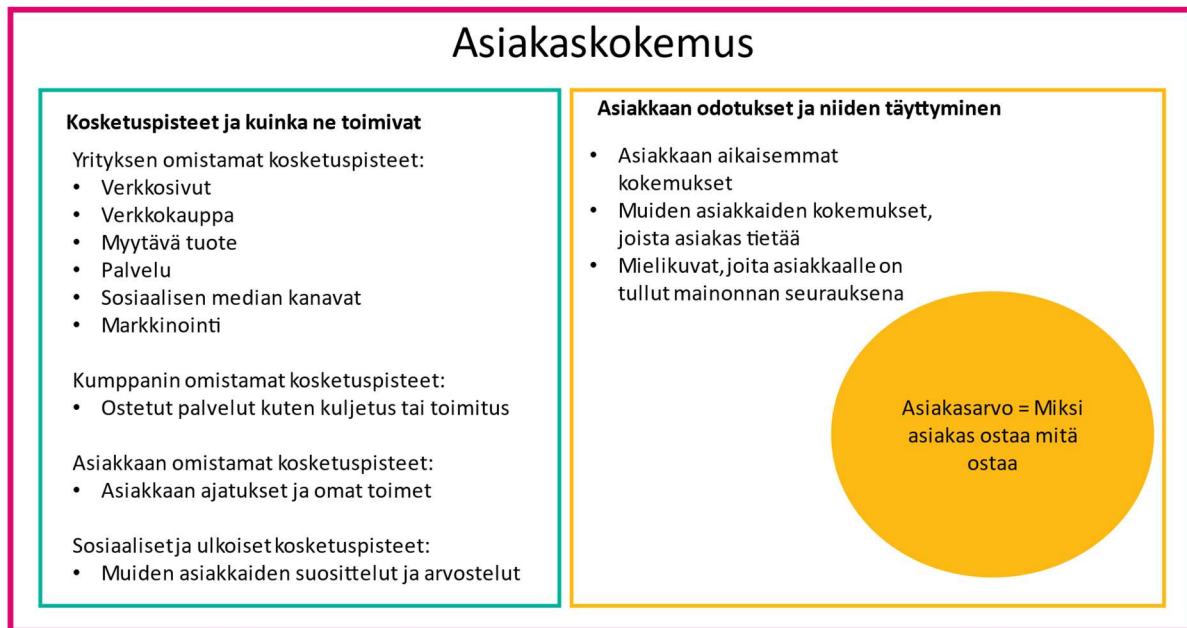 Asiakaskokemus
Kosketuspisteet ja kuinka ne toimivat
Yrityksen omistamat kosketuspisteet:
• Verkkosivut
• Verkkokauppa
• Myytävä tuote
• Palvelu
• Sosiaalisen median kanavat
• Markkinointi
Kumppanin omistamat kosketuspisteet:
• Ostetut palvelut kuten kuljetus tai toimitus
Asiakkaan omistamat kosketuspisteet:
• Asiakkaan ajatukset ja omat toimet
Sosiaaliset ja ulkoiset kosketuspisteet:
• Muiden asiakkaiden suosittelut ja arvostelut
Asiakkaan odotukset ja niiden täyttyminen
• Asiakkaan aikaisemmat
kokemukset
• Muiden asiakkaiden kokemukset,
joista asiakas tietää
• Mielikuvat, joita asiakkaalle on
tullut mainonnan seurauksena
Asiakasarvo = Miksi
asiakas ostaa mitä
ostaa